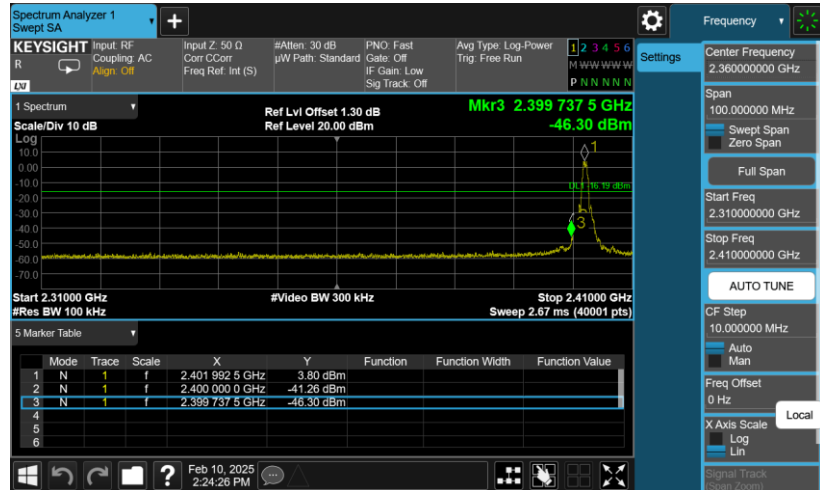 Spectrum Analyzer 1
Swept SA
+
Frequency
KEYSIGHT
R
LXI
Input: RF
Coupling: AC
Align: Off
Input Z: 50 Ω
Corr CCorr
Freq Ref: Int (S)
#Atten: 30 dB
µW Path: Standard
PNO: Fast
Gate: Off
IF Gain: Low
Sig Track: Off
Avg Type: Log-Power
Trig: Free Run
1 2 3 4 5 6
M W W W W W
P N N N N N
1 Spectrum
Scale/Div 10 dB
Ref Lvl Offset 1.30 dB
Ref Level 20.00 dBm
Mkr3 2.399 737 5 GHz
-46.30 dBm
Log
10.0
0.00
-10.0
-20.0
-30.0
-40.0
-50.0
-60.0
-70.0
1
DL1 -16.19 dBm
3
Start 2.31000 GHz
#Res BW 100 kHz
#Video BW 300 kHz
Stop 2.41000 GHz
Sweep 2.67 ms (40001 pts)
5 Marker Table
Mode Trace Scale X Y Function Function Width Function Value
1 N 1 f 2.401 992 5 GHz 3.80 dBm
2 N 1 f 2.400 000 0 GHz -41.26 dBm
3 N 1 f 2.399 737 5 GHz -46.30 dBm
4
5
6
Settings
Center Frequency
2.360000000 GHz
Span
100.000000 MHz
Swept Span
Zero Span
Full Span
Start Freq
2.310000000 GHz
Stop Freq
2.410000000 GHz
AUTO TUNE
CF Step
10.000000 MHz
Auto
Man
Freq Offset
0 Hz
Local
X Axis Scale
Log
Lin
Signal Track
(Span Zoom)
?
Feb 10, 2025
2:24:26 PM